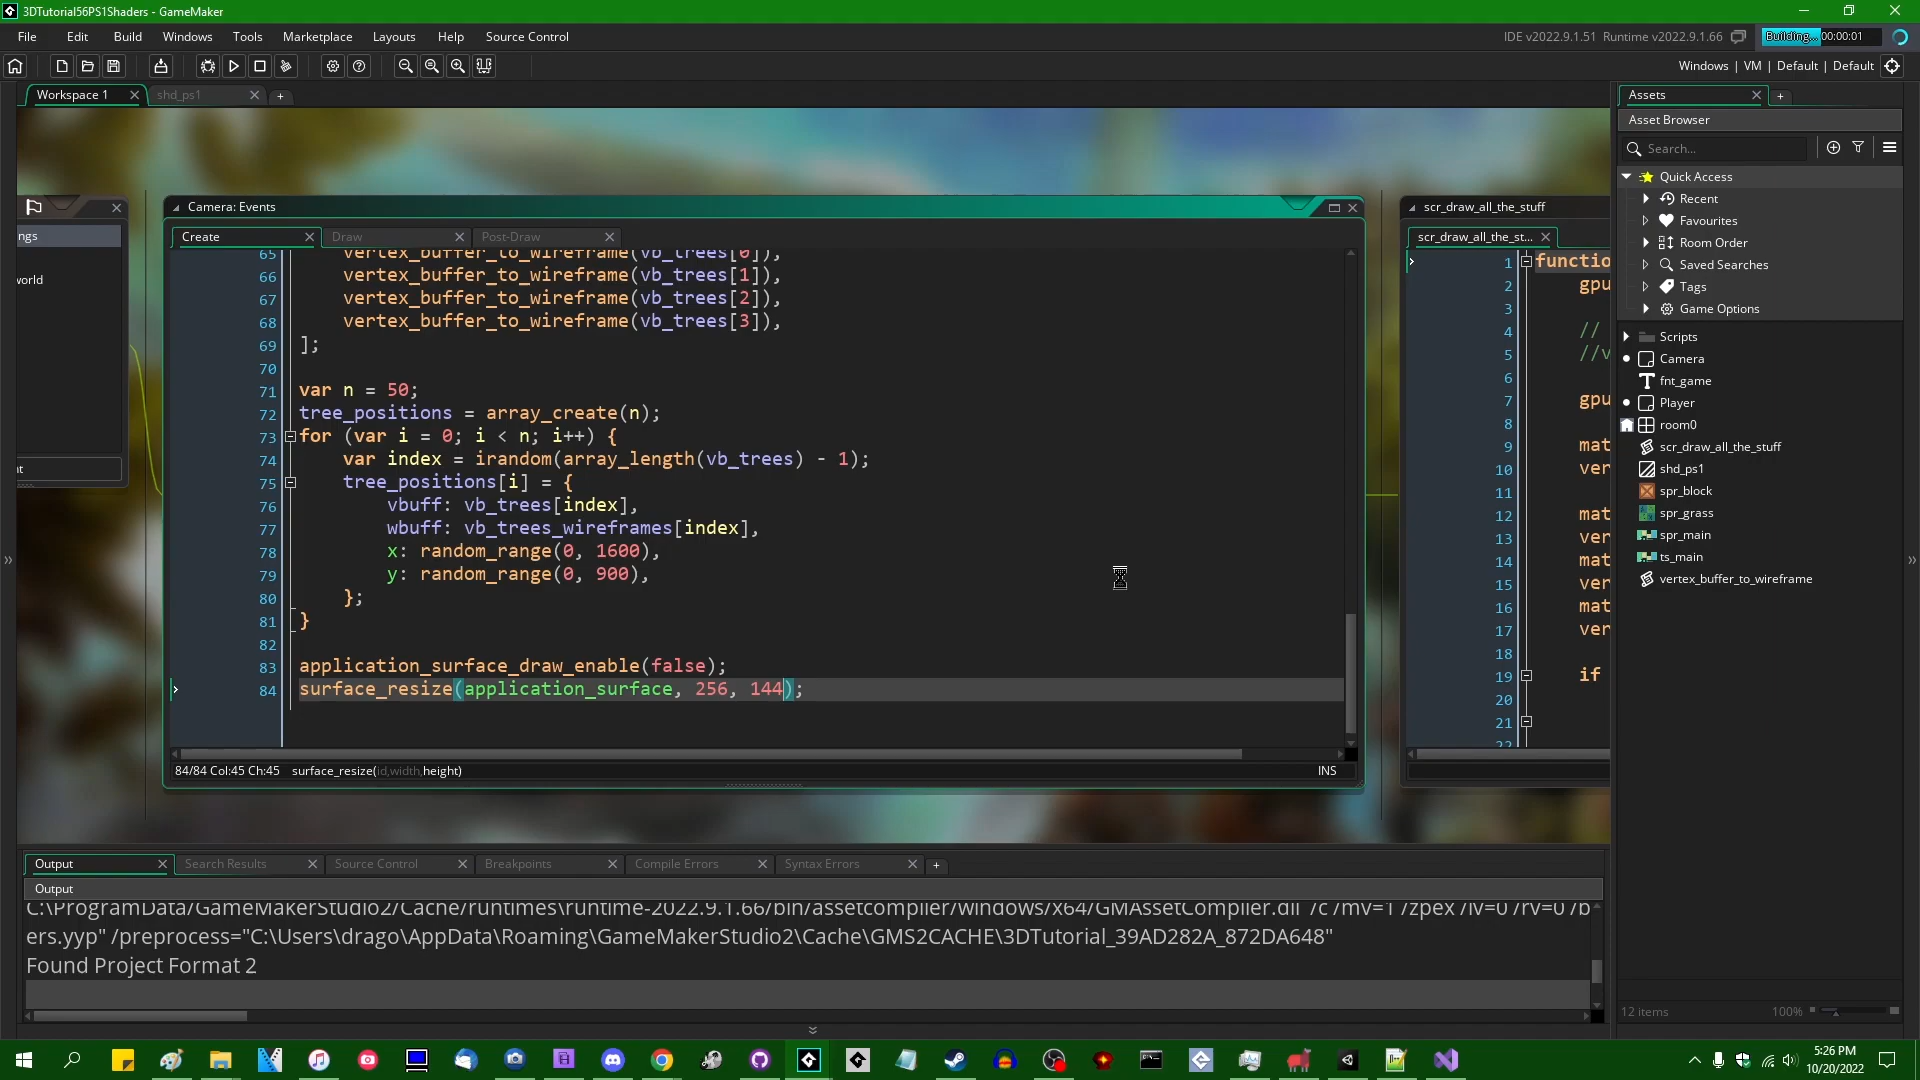 3DTutorial56PS1Shaders - GameMaker
File Edit Build Windows Tools Marketplace Layouts Help Source Control
IDE v2022.9.1.51 Runtime v2022.9.1.66
Building... 00:00:01
Windows | VM | Default | Default
Workspace 1
shd_ps1
ngs
world
nt
Camera: Events
Create
Draw
Post-Draw
65 vertex_buffer_to_wireframe(vb_trees[0]),
66 vertex_buffer_to_wireframe(vb_trees[1]),
67 vertex_buffer_to_wireframe(vb_trees[2]),
68 vertex_buffer_to_wireframe(vb_trees[3]),
69 ];
70
71 var n = 50;
72 tree_positions = array_create(n);
73 for (var i = 0; i < n; i++) {
74 var index = irandom(array_length(vb_trees) - 1);
75 tree_positions[i] = {
76 vbuff: vb_trees[index],
77 wbuff: vb_trees_wireframes[index],
78 x: random_range(0, 1600),
79 y: random_range(0, 900),
80 };
81 }
82
83 application_surface_draw_enable(false);
84 surface_resize(application_surface, 256, 144);
84/84 Col:45 Ch:45 surface_resize(id,width,height)
INS
scr_draw_all_the_stuff
scr_draw_all_the_st...
1 functio
2 gpu
3
4 //
5 //v
6
7 gpu
8
9 mat
10 ver
11
12 mat
13 ver
14 mat
15 ver
16 mat
17 ver
18
19 if
20
21
22
Assets
Asset Browser
Search...
Quick Access
Recent
Favourites
Room Order
Saved Searches
Tags
Game Options
Scripts
Camera
fnt_game
Player
room0
scr_draw_all_the_stuff
shd_ps1
spr_block
spr_grass
spr_main
ts_main
vertex_buffer_to_wireframe
12 items
100%
Output
Search Results
Source Control
Breakpoints
Compile Errors
Syntax Errors
Output
C:\ProgramData/GameMakerStudio2/Cache/runtimes\runtime-2022.9.1.66/bin/assetcompiler/windows/x64/GMAssetCompiler.dll /c /mv=1 /zpex /iv=0 /rv=0 /b
ers.yyp" /preprocess="C:\Users\drago\AppData\Roaming\GameMakerStudio2\Cache\GMS2CACHE\3DTutorial_39AD282A_872DA648"
Found Project Format 2
5:26 PM
10/20/2022